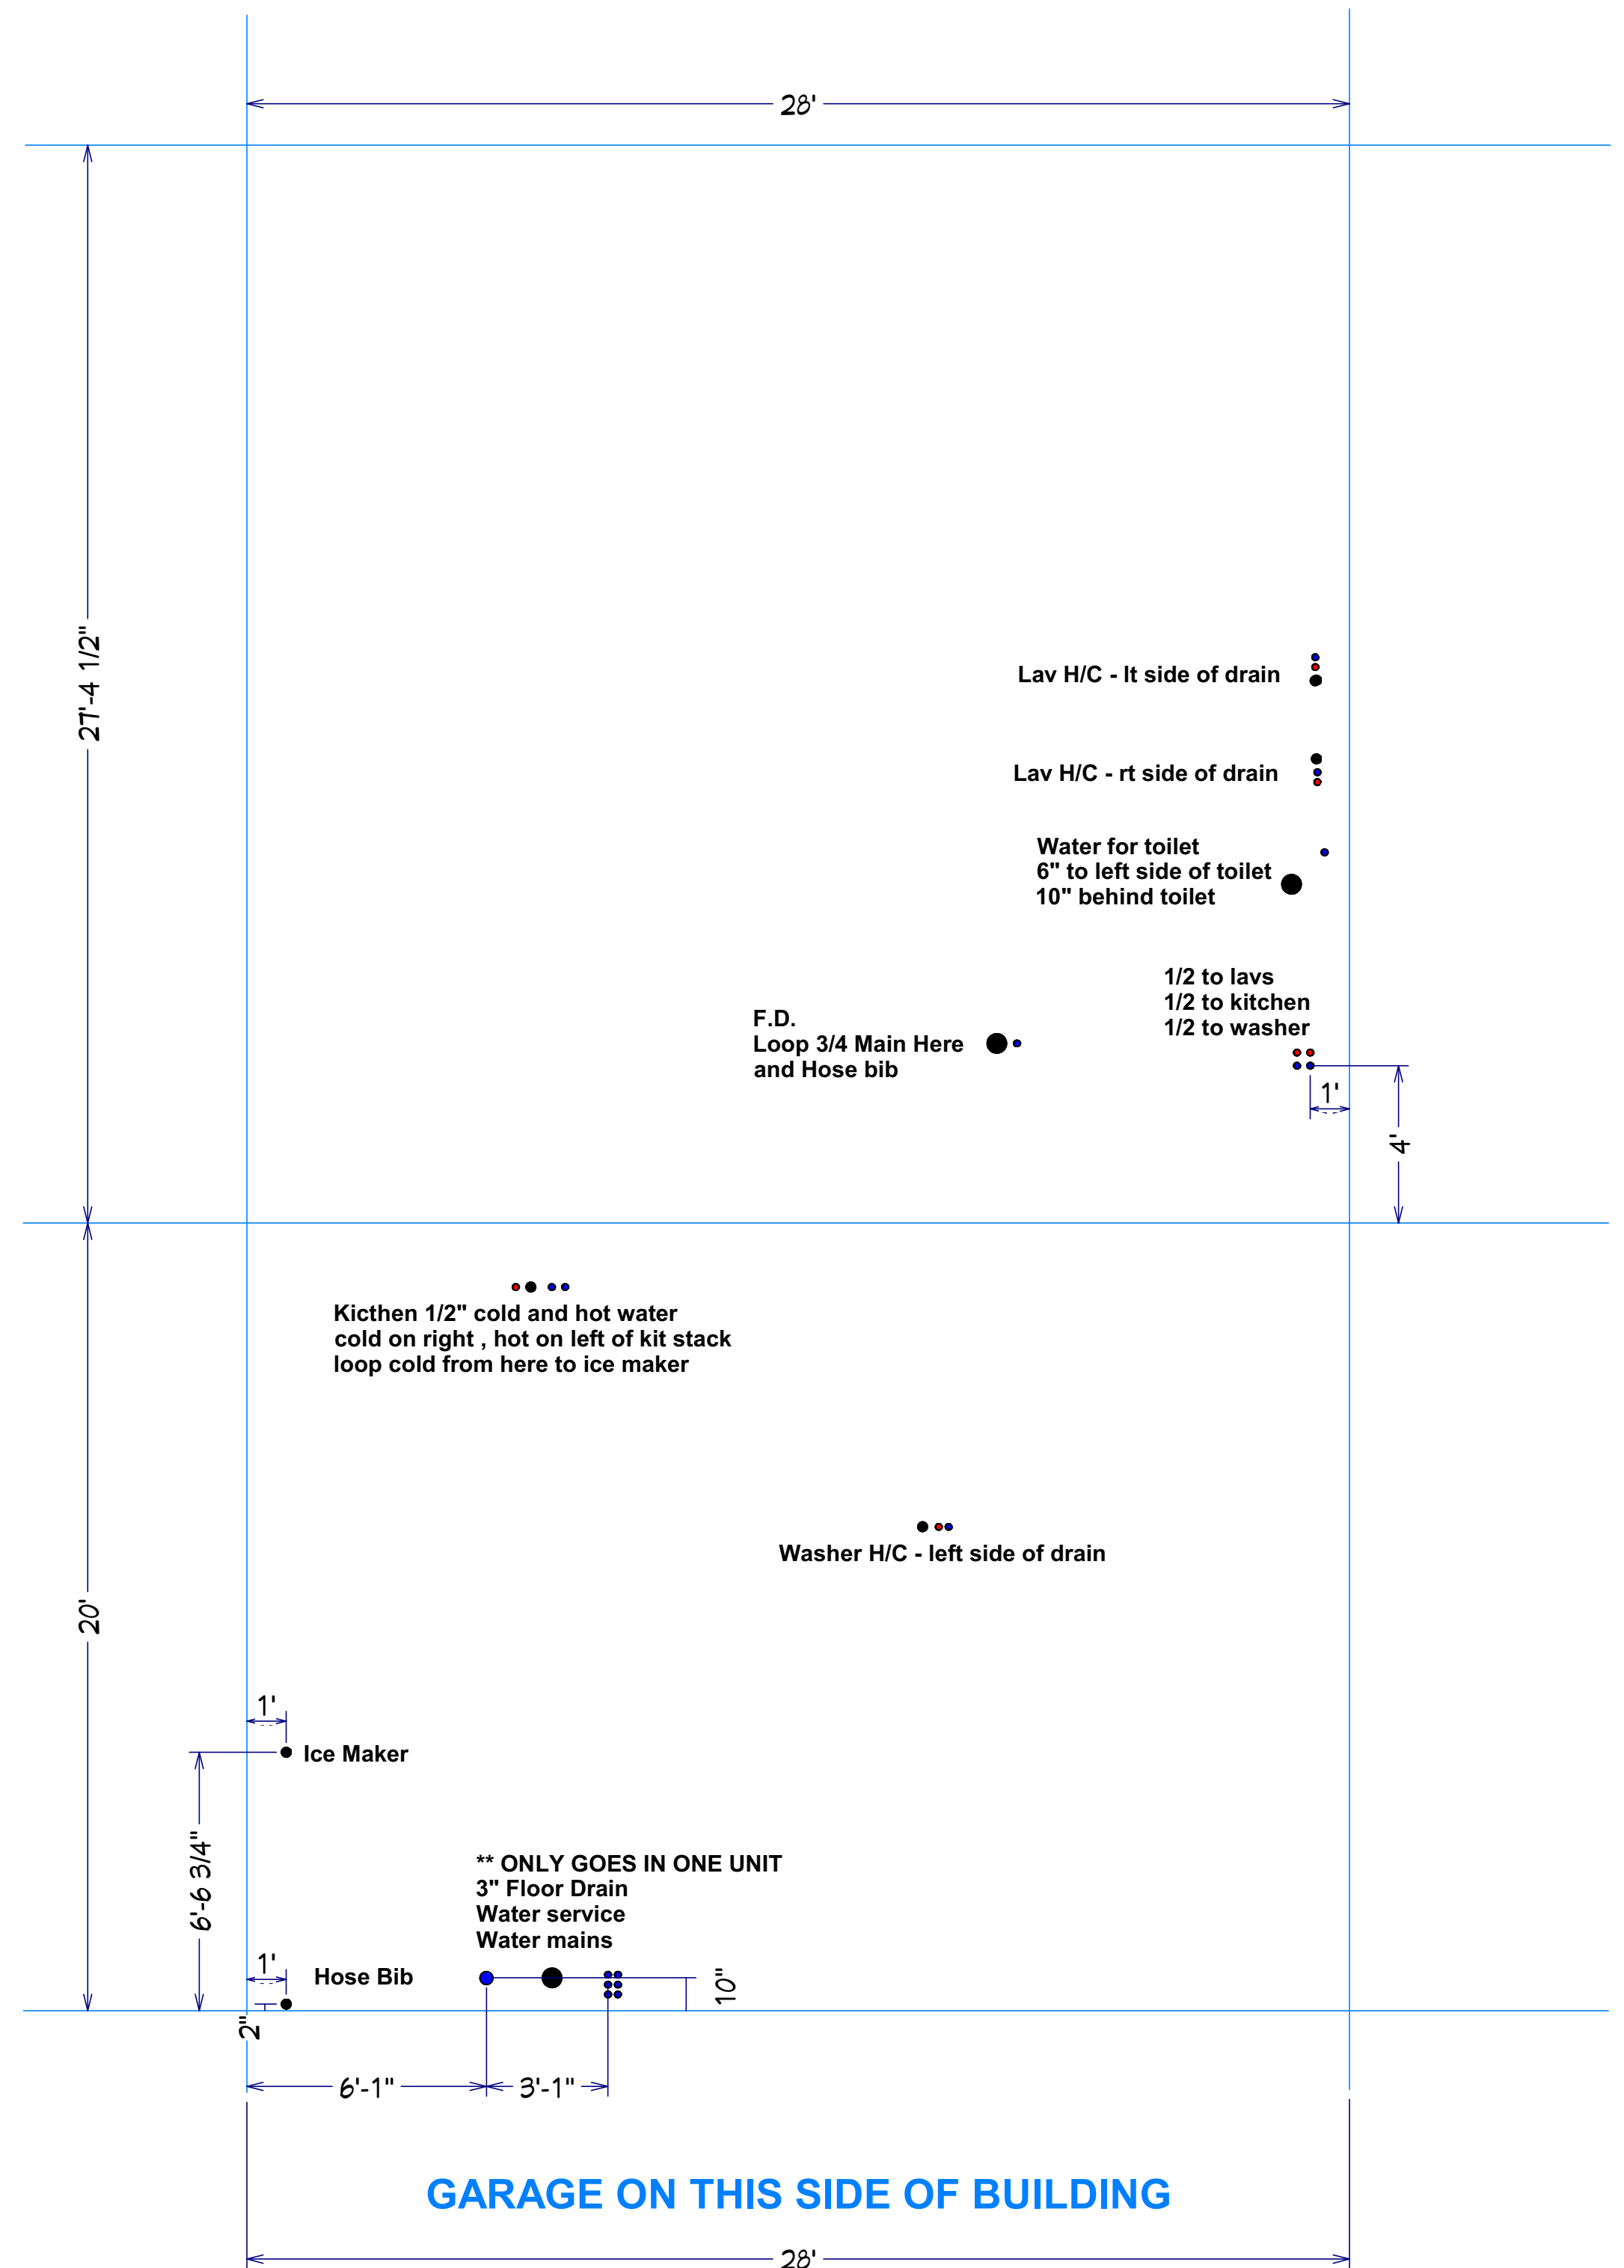 28'
27'-4 1/2"
Lav H/C - lt side of drain
Lav H/C - rt side of drain
Water for toilet
6" to left side of toilet
10" behind toilet
1/2 to lavs
1/2 to kitchen
1/2 to washer
F.D.
Loop 3/4 Main Here
and Hose bib
1'
4'
Kicthen 1/2" cold and hot water
cold on right , hot on left of kit stack
loop cold from here to ice maker
Washer H/C - left side of drain
20'
1'
Ice Maker
6'-6 3/4"
** ONLY GOES IN ONE UNIT
3" Floor Drain
Water service
Water mains
1'
Hose Bib
10"
2"
6'-1"
3'-1"
GARAGE ON THIS SIDE OF BUILDING
28'